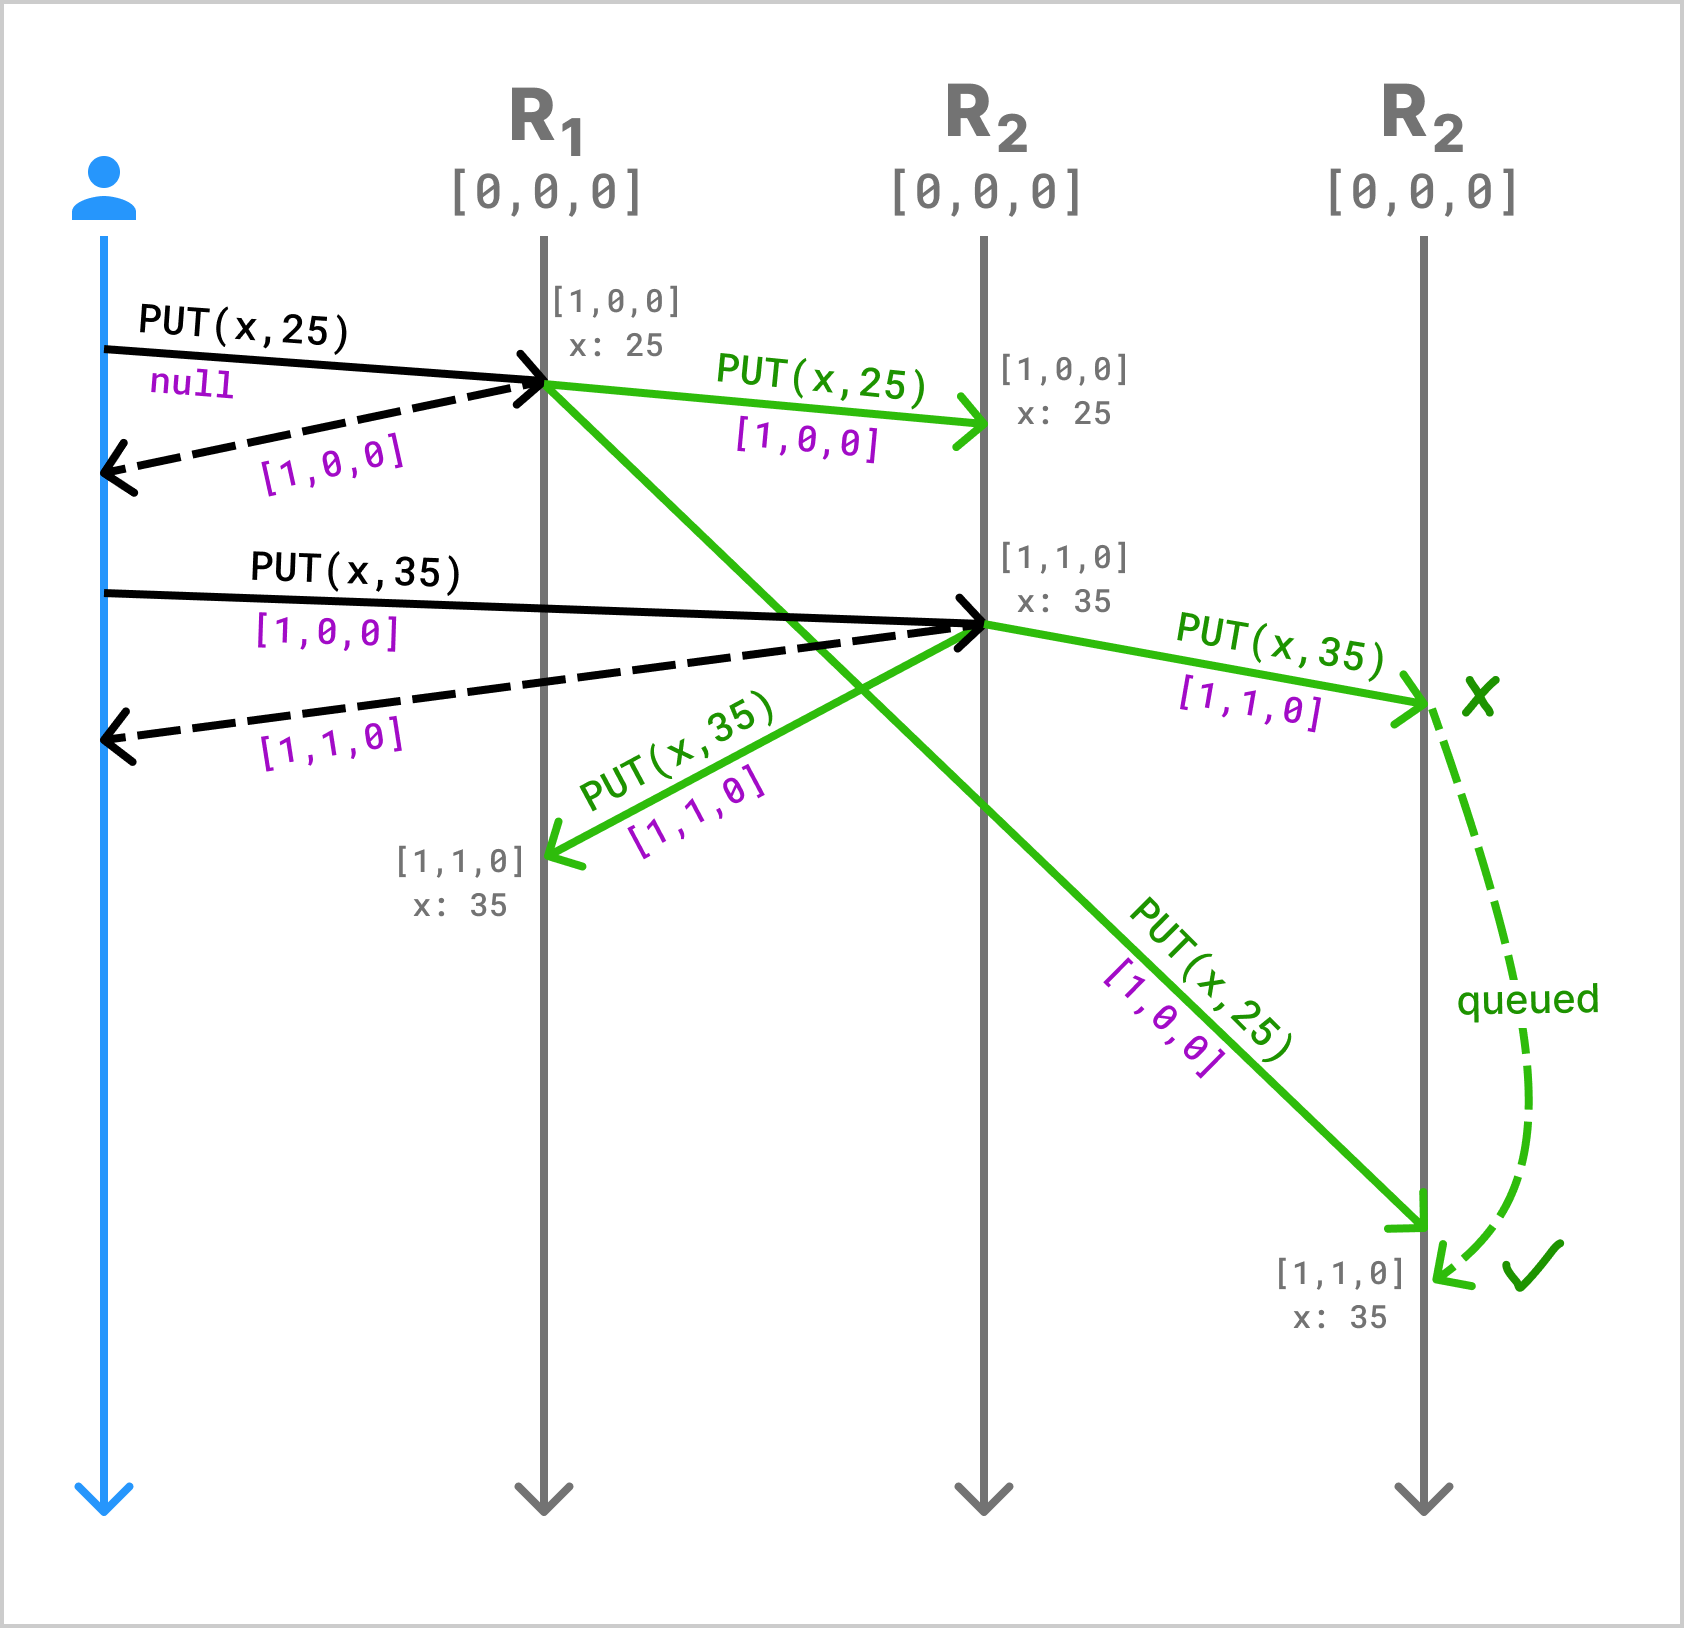 R1
R2
R2
[0,0,0]
[0,0,0]
[0,0,0]
[1,0,0]
x: 25
PUT(x,25)
null
PUT(x,25)
[1,0,0]
[1,0,0]
x: 25
[1,0,0]
PUT(x,35)
[1,0,0]
[1,1,0]
x: 35
PUT(x,35)
[1,1,0]
[1,1,0]
PUT(x,35)
[1,1,0]
[1,1,0]
x: 35
PUT(x,25)
[1,0,0]
queued
[1,1,0]
x: 35